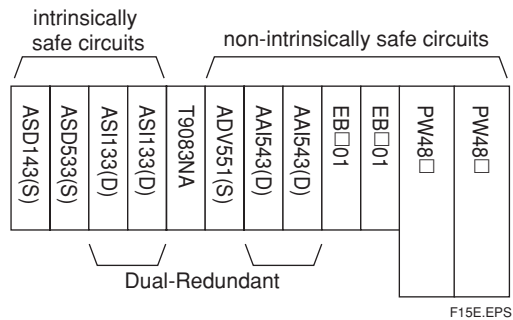 intrinsically
safe circuits
non-intrinsically safe circuits
ASD143(S)
ASD533(S)
ASI133(D)
ASI133(D)
T9083NA
ADV551(S)
AAI543(D)
AAI543(D)
EB□01
EB□01
PW48□
PW48□
Dual-Redundant
F15E.EPS